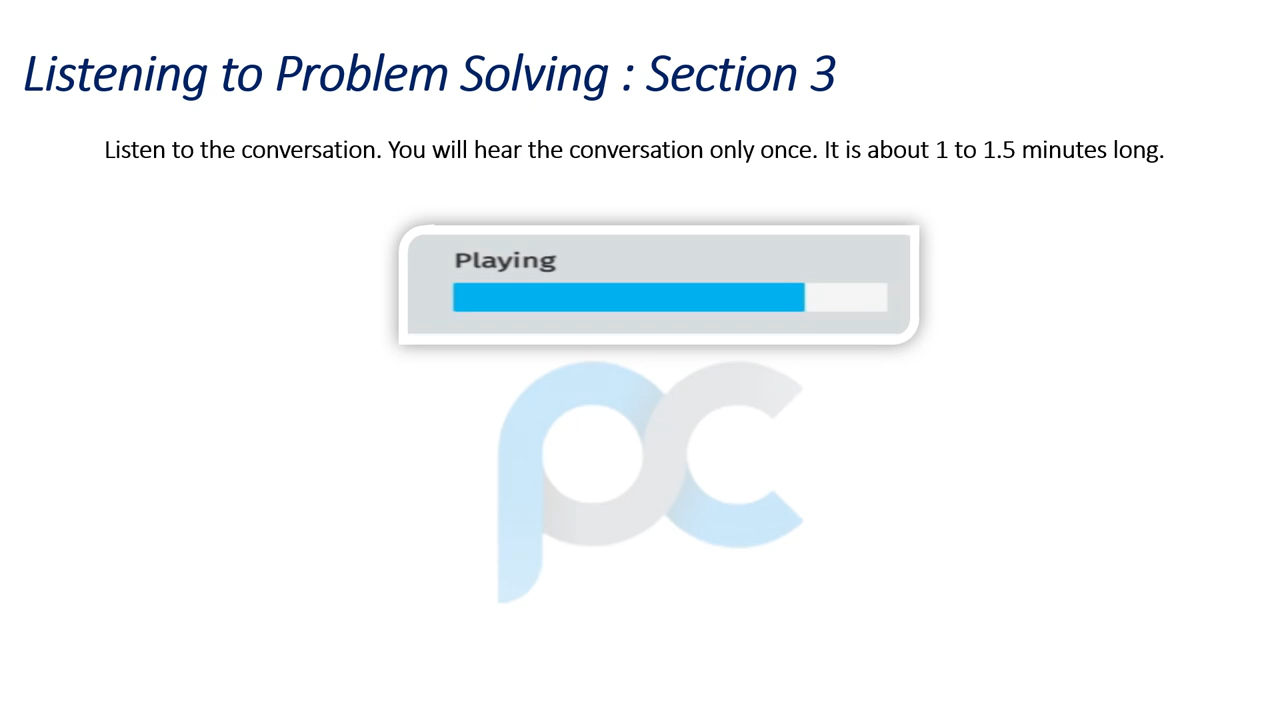 Listening to Problem Solving : Section 3
Listen to the conversation. You will hear the conversation only once. It is about 1 to 1.5 minutes long.
Playing
pc